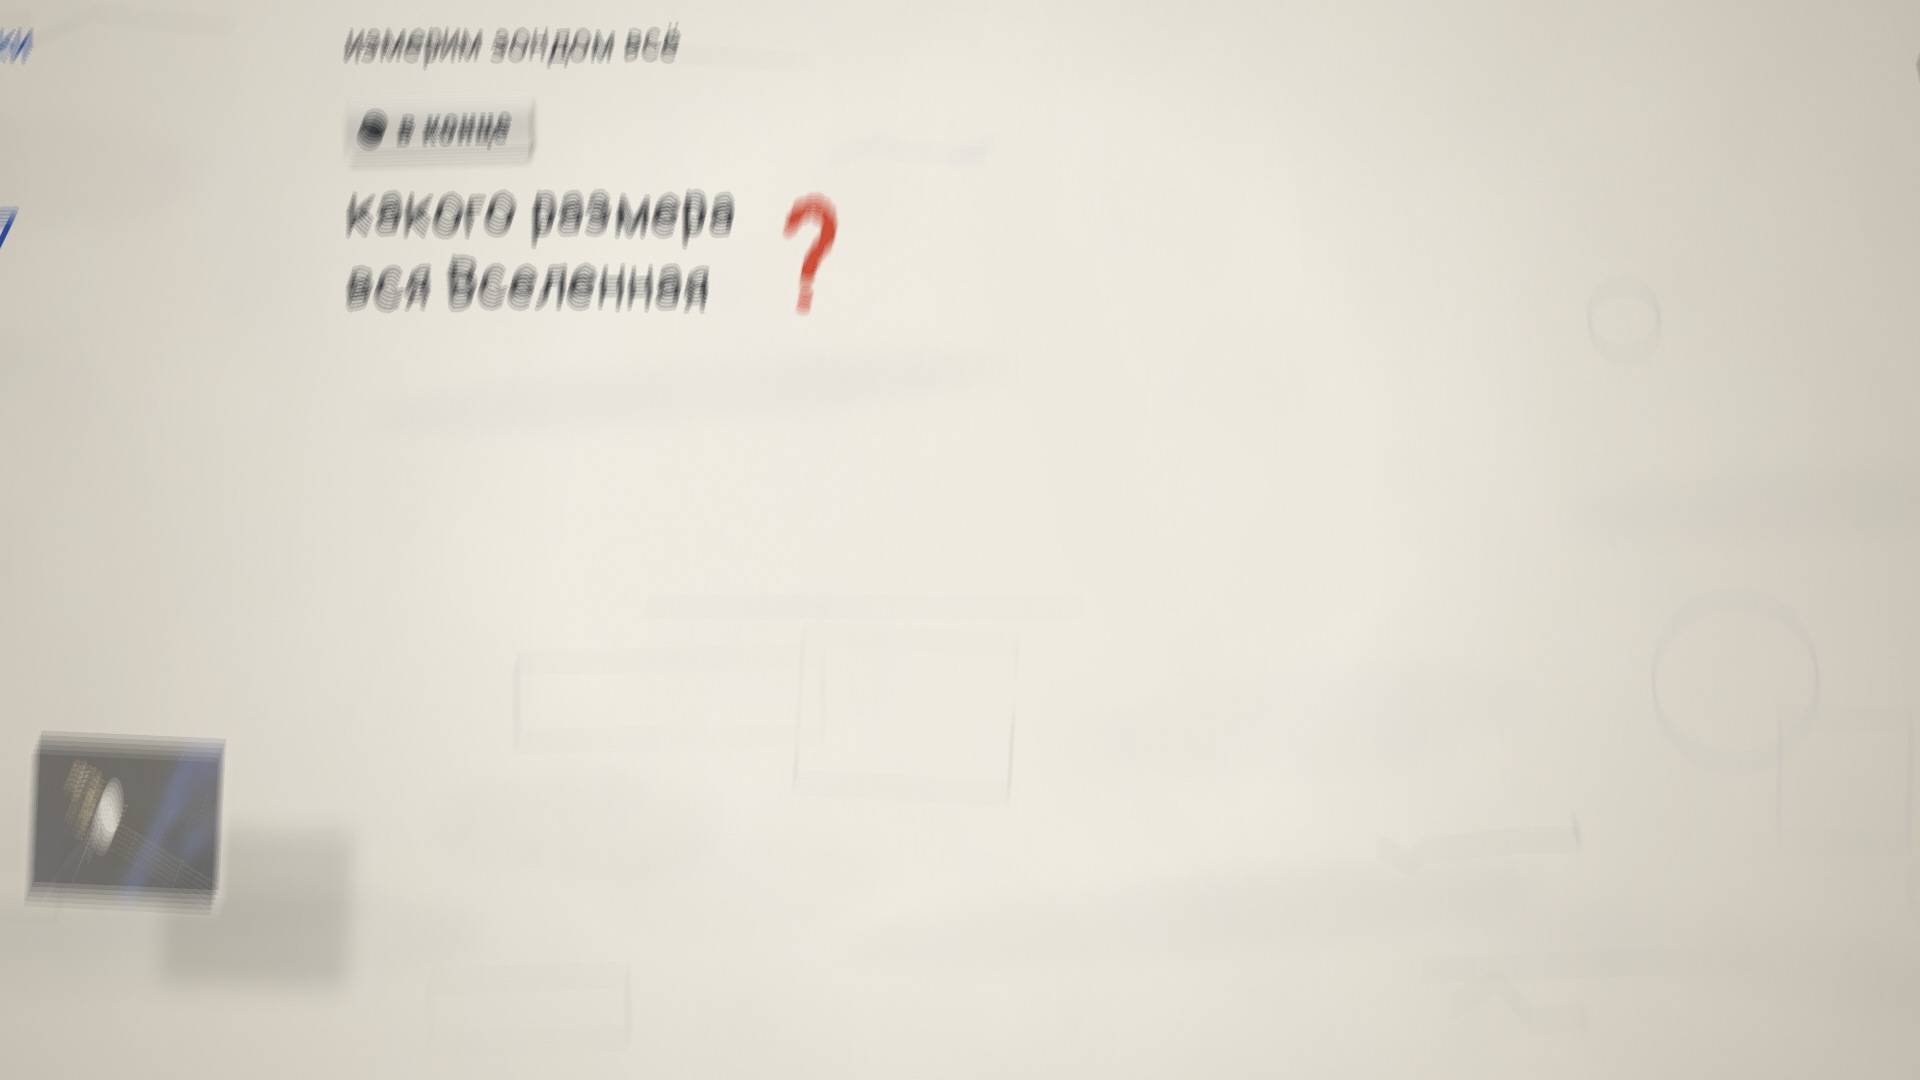 измерим зондом всё
в конце
какого размера
вся Вселенная
?